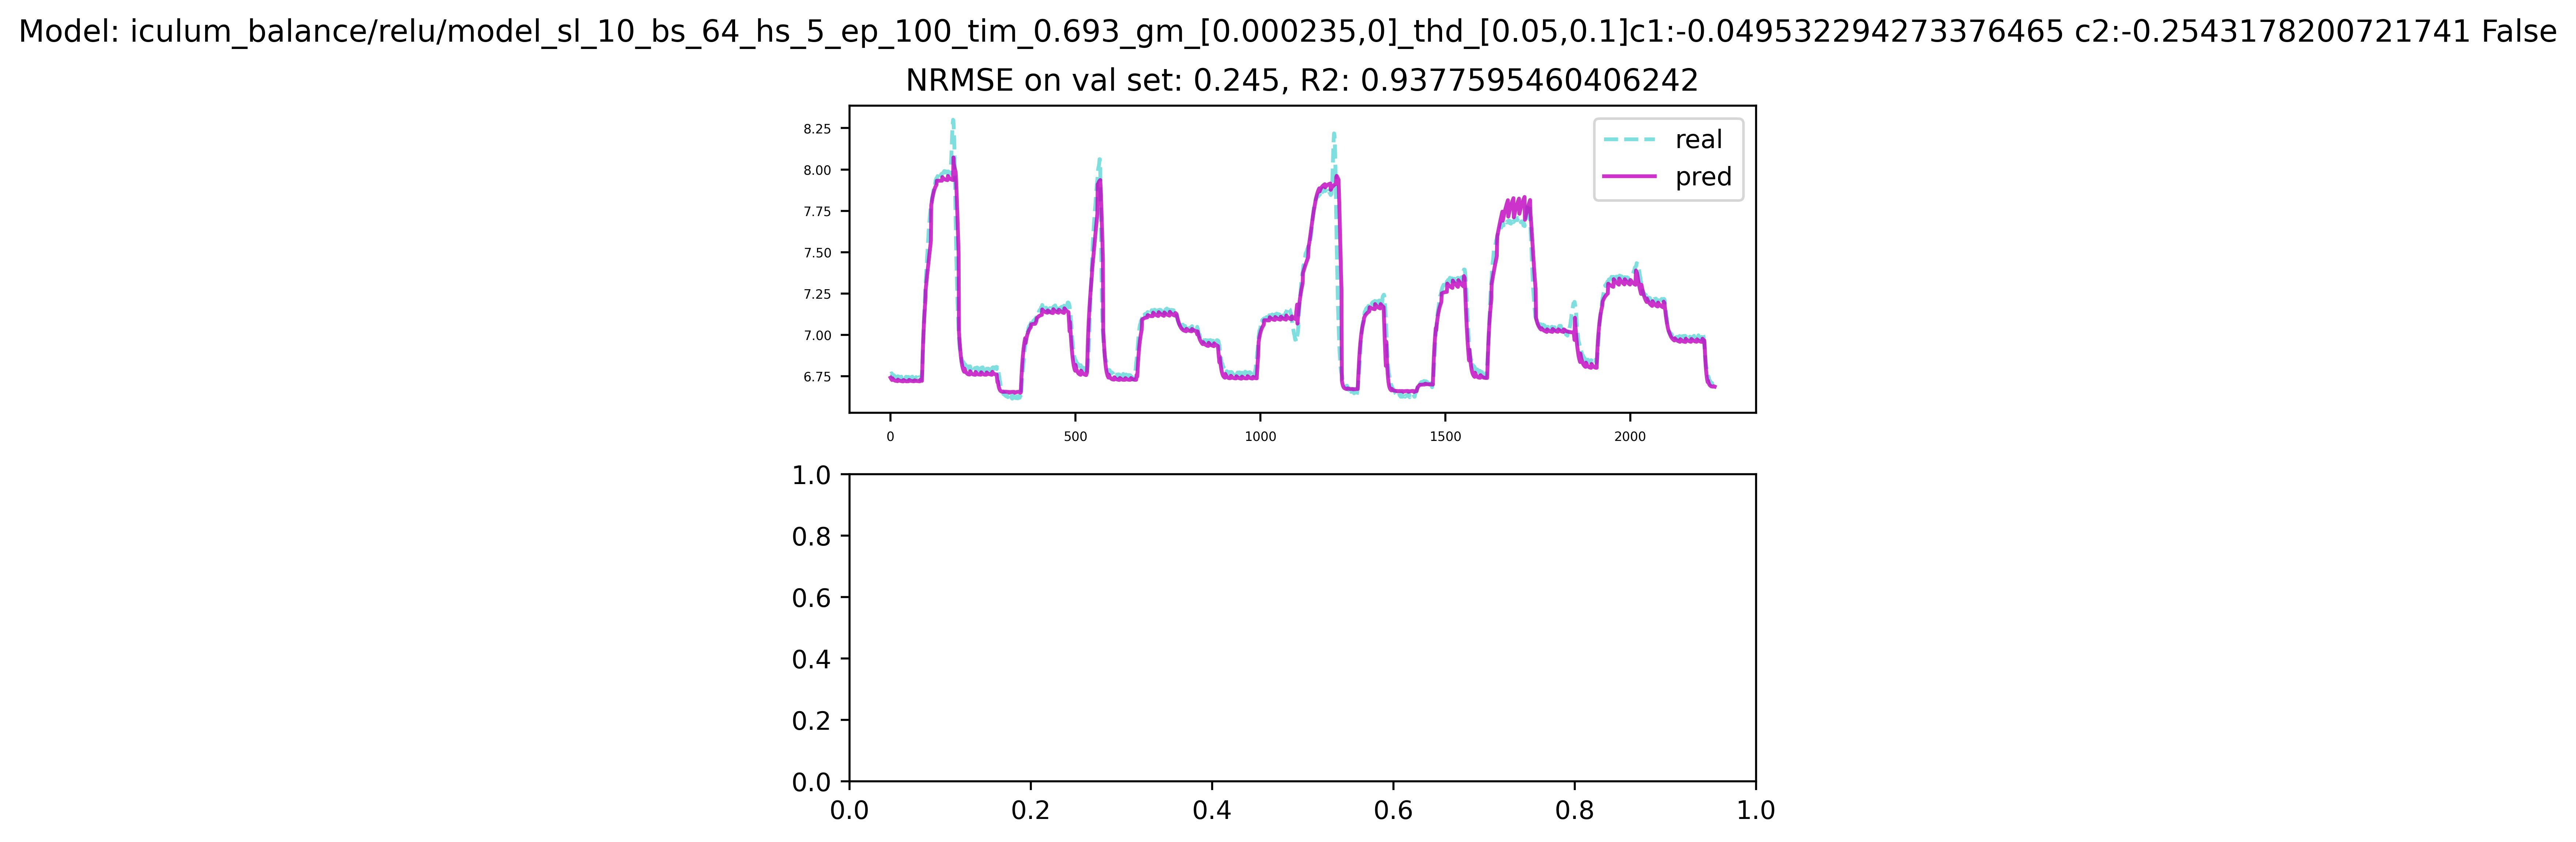 Model: iculum_balance/relu/model_sl_10_bs_64_hs_5_ep_100_tim_0.693_gm_[0.000235,0]_thd_[0.05,0.1]c1:-0.049532294273376465 c2:-0.2543178200721741 False
NRMSE on val set: 0.245, R2: 0.9377595460406242
real
pred
8.25
8.00
7.75
7.50
7.25
7.00
6.75
0 500 1000 1500 2000
1.0
0.8
0.6
0.4
0.2
0.0
0.0 0.2 0.4 0.6 0.8 1.0